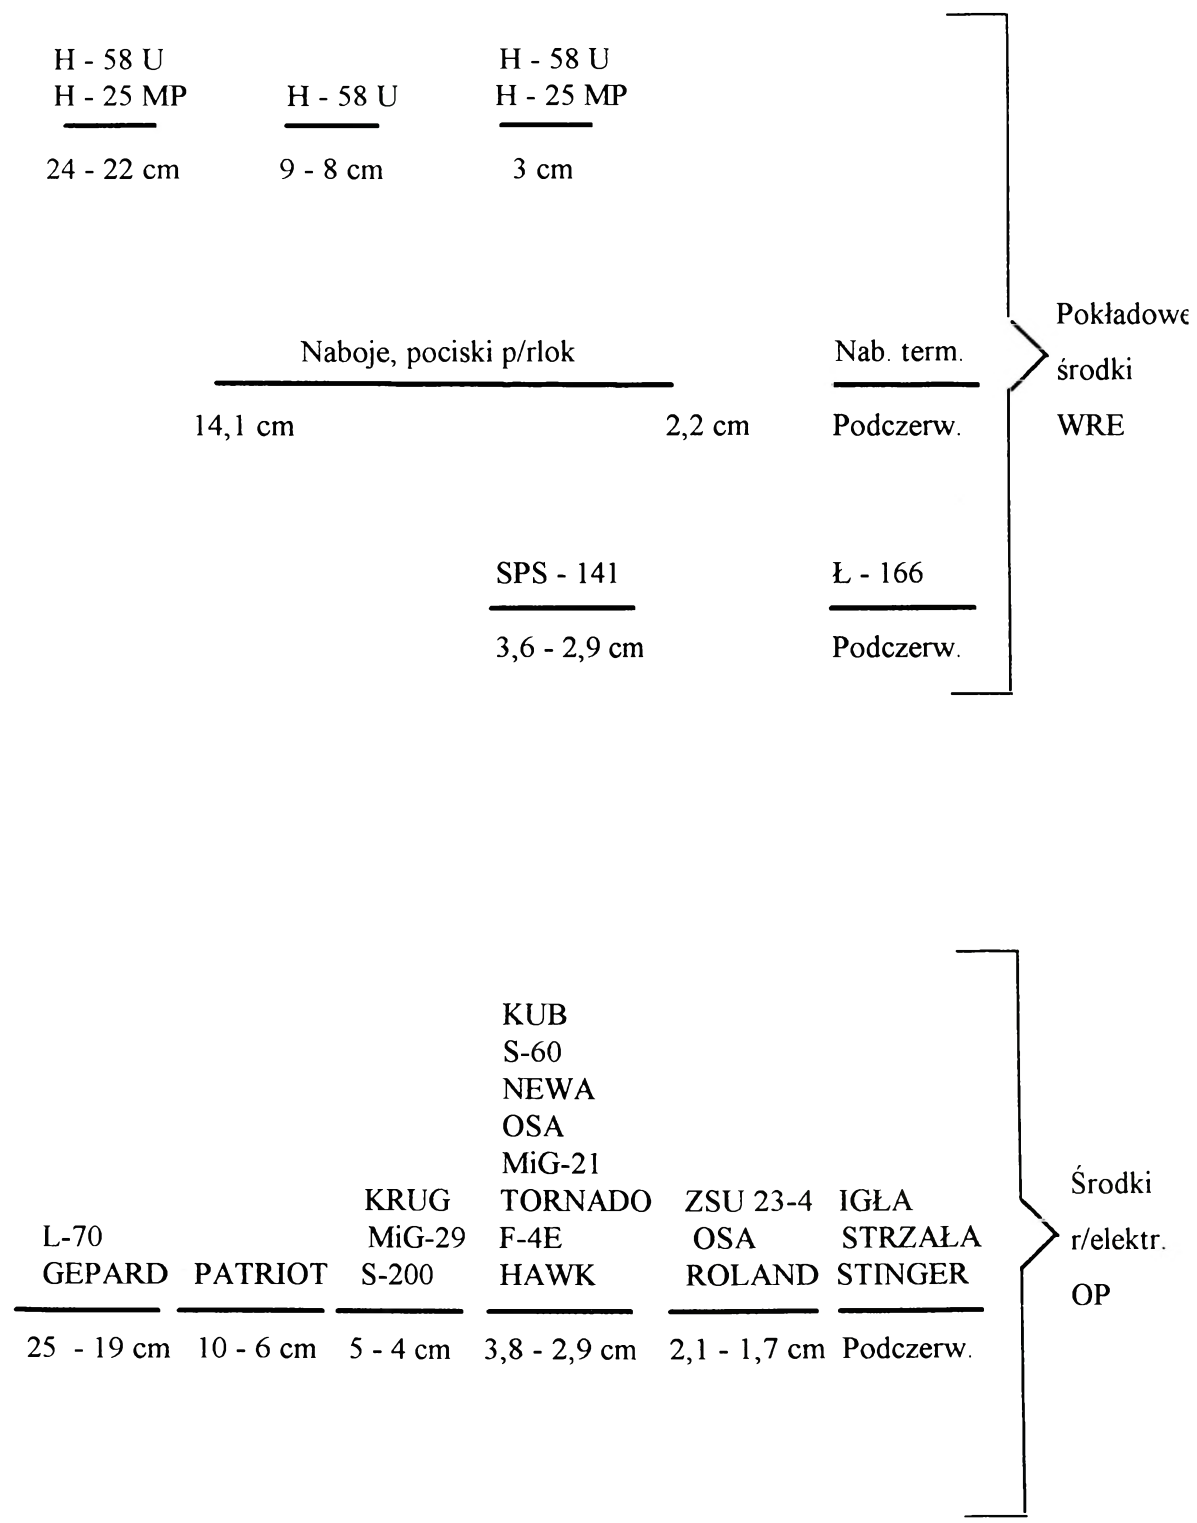 H - 58 U
H - 25 MP
24 - 22 cm
H - 58 U
9 - 8 cm
H - 58 U
H - 25 MP
3 cm
Naboje, pociski p/rlok
14,1 cm
2,2 cm
Nab. term.
Podczerw.
SPS - 141
3,6 - 2,9 cm
Ł - 166
Podczerw.
Pokładowe
środki
WRE
L-70
GEPARD
25 - 19 cm
PATRIOT
10 - 6 cm
KRUG
MiG-29
S-200
5 - 4 cm
KUB
S-60
NEWA
OSA
MiG-21
TORNADO
F-4E
HAWK
3,8 - 2,9 cm
ZSU 23-4
OSA
ROLAND
2,1 - 1,7 cm
IGŁA
STRZAŁA
STINGER
Podczerw.
Środki
r/elektr.
OP